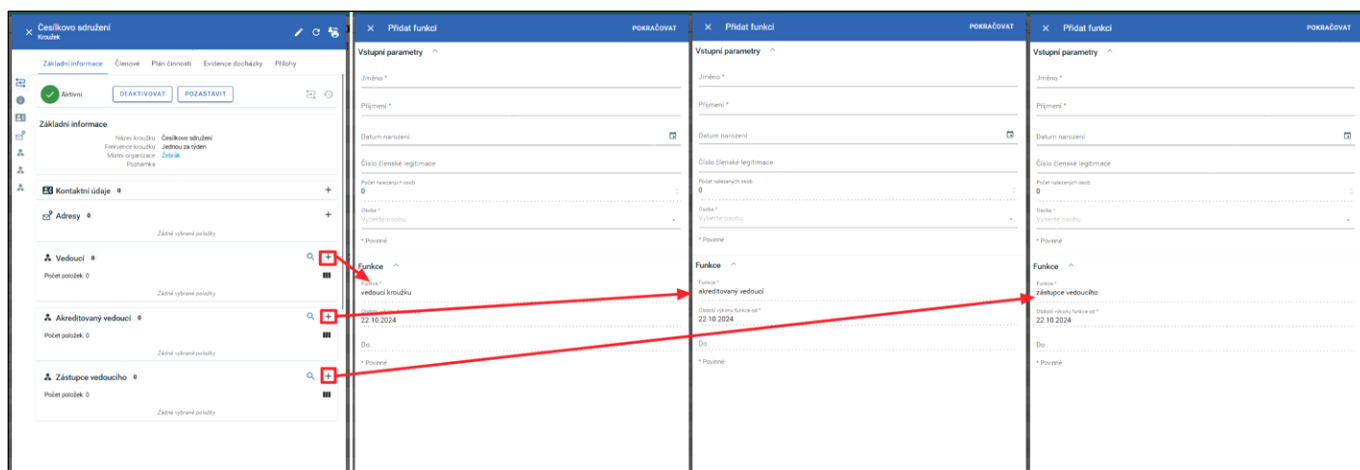 Česílkovo sdružení
Kroužek
Základní informace Členové Plán činnosti Evidence docházky Přílohy
Aktivní DEAKTIVOVAT POZASTAVIT
Základní informace
Název kroužku Česílkovo sdružení
Frekvence kroužku Jednou za týden
Místní organizace Žebrák
Poznámka
Kontaktní údaje 0
Adresy 0
Žádné vybrané položky
Vedoucí 0
Počet položek: 0
Žádné vybrané položky
Akreditovaný vedoucí 0
Počet položek: 0
Žádné vybrané položky
Zástupce vedoucího 0
Počet položek: 0
Žádné vybrané položky
Přidat funkci POKRAČOVAT
Vstupní parametry
Jméno *
Příjmení *
Datum narození
Číslo členské legitimace
Počet nalezených osob
0
Osoba *
Vyberte osobu
* Povinné
Funkce
Funkce *
vedoucí kroužku
Období výkonu funkce od *
22.10.2024
Do
* Povinné
Přidat funkci POKRAČOVAT
Vstupní parametry
Jméno *
Příjmení *
Datum narození
Číslo členské legitimace
Počet nalezených osob
0
Osoba *
Vyberte osobu
* Povinné
Funkce
Funkce *
akreditovaný vedoucí
Období výkonu funkce od *
22.10.2024
Do
* Povinné
Přidat funkci POKRAČOVAT
Vstupní parametry
Jméno *
Příjmení *
Datum narození
Číslo členské legitimace
Počet nalezených osob
0
Osoba *
Vyberte osobu
* Povinné
Funkce
Funkce *
zástupce vedoucího
Období výkonu funkce od *
22.10.2024
Do
* Povinné